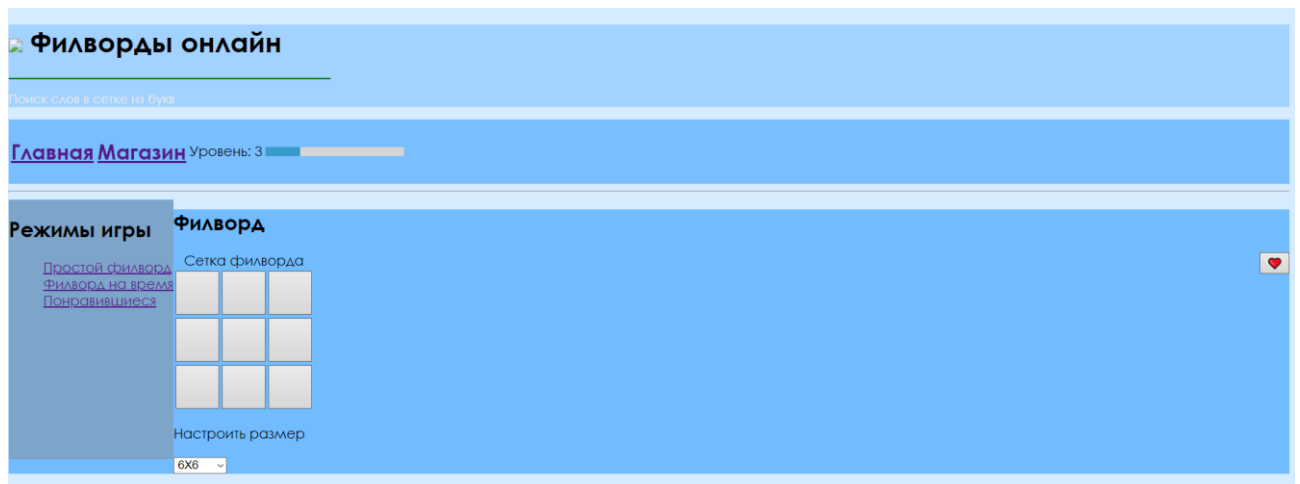 Филворды онлайн
Поиск слов в сетке из букв
Главная Магазин Уровень: 3
Режимы игры
Простой филворд
Филворд на время
Понравившиеся
Филворд
Сетка филворда
Настроить размер
6X6